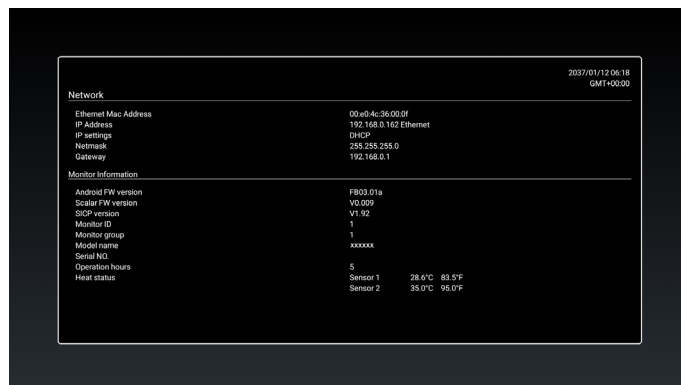 2037/01/12 06:18
GMT+00:00
Network
Ethernet Mac Address 00:e0:4c:36:00:0f
IP Address 192.168.0.162 Ethernet
IP settings DHCP
Netmask 255.255.255.0
Gateway 192.168.0.1
Monitor Information
Android FW version FB03.01a
Scalar FW version V0.009
SICP version V1.92
Monitor ID 1
Monitor group 1
Model name xxxxxx
Serial NO.
Operation hours 5
Heat status Sensor 1 28.6°C 83.5°F
Sensor 2 35.0°C 95.0°F